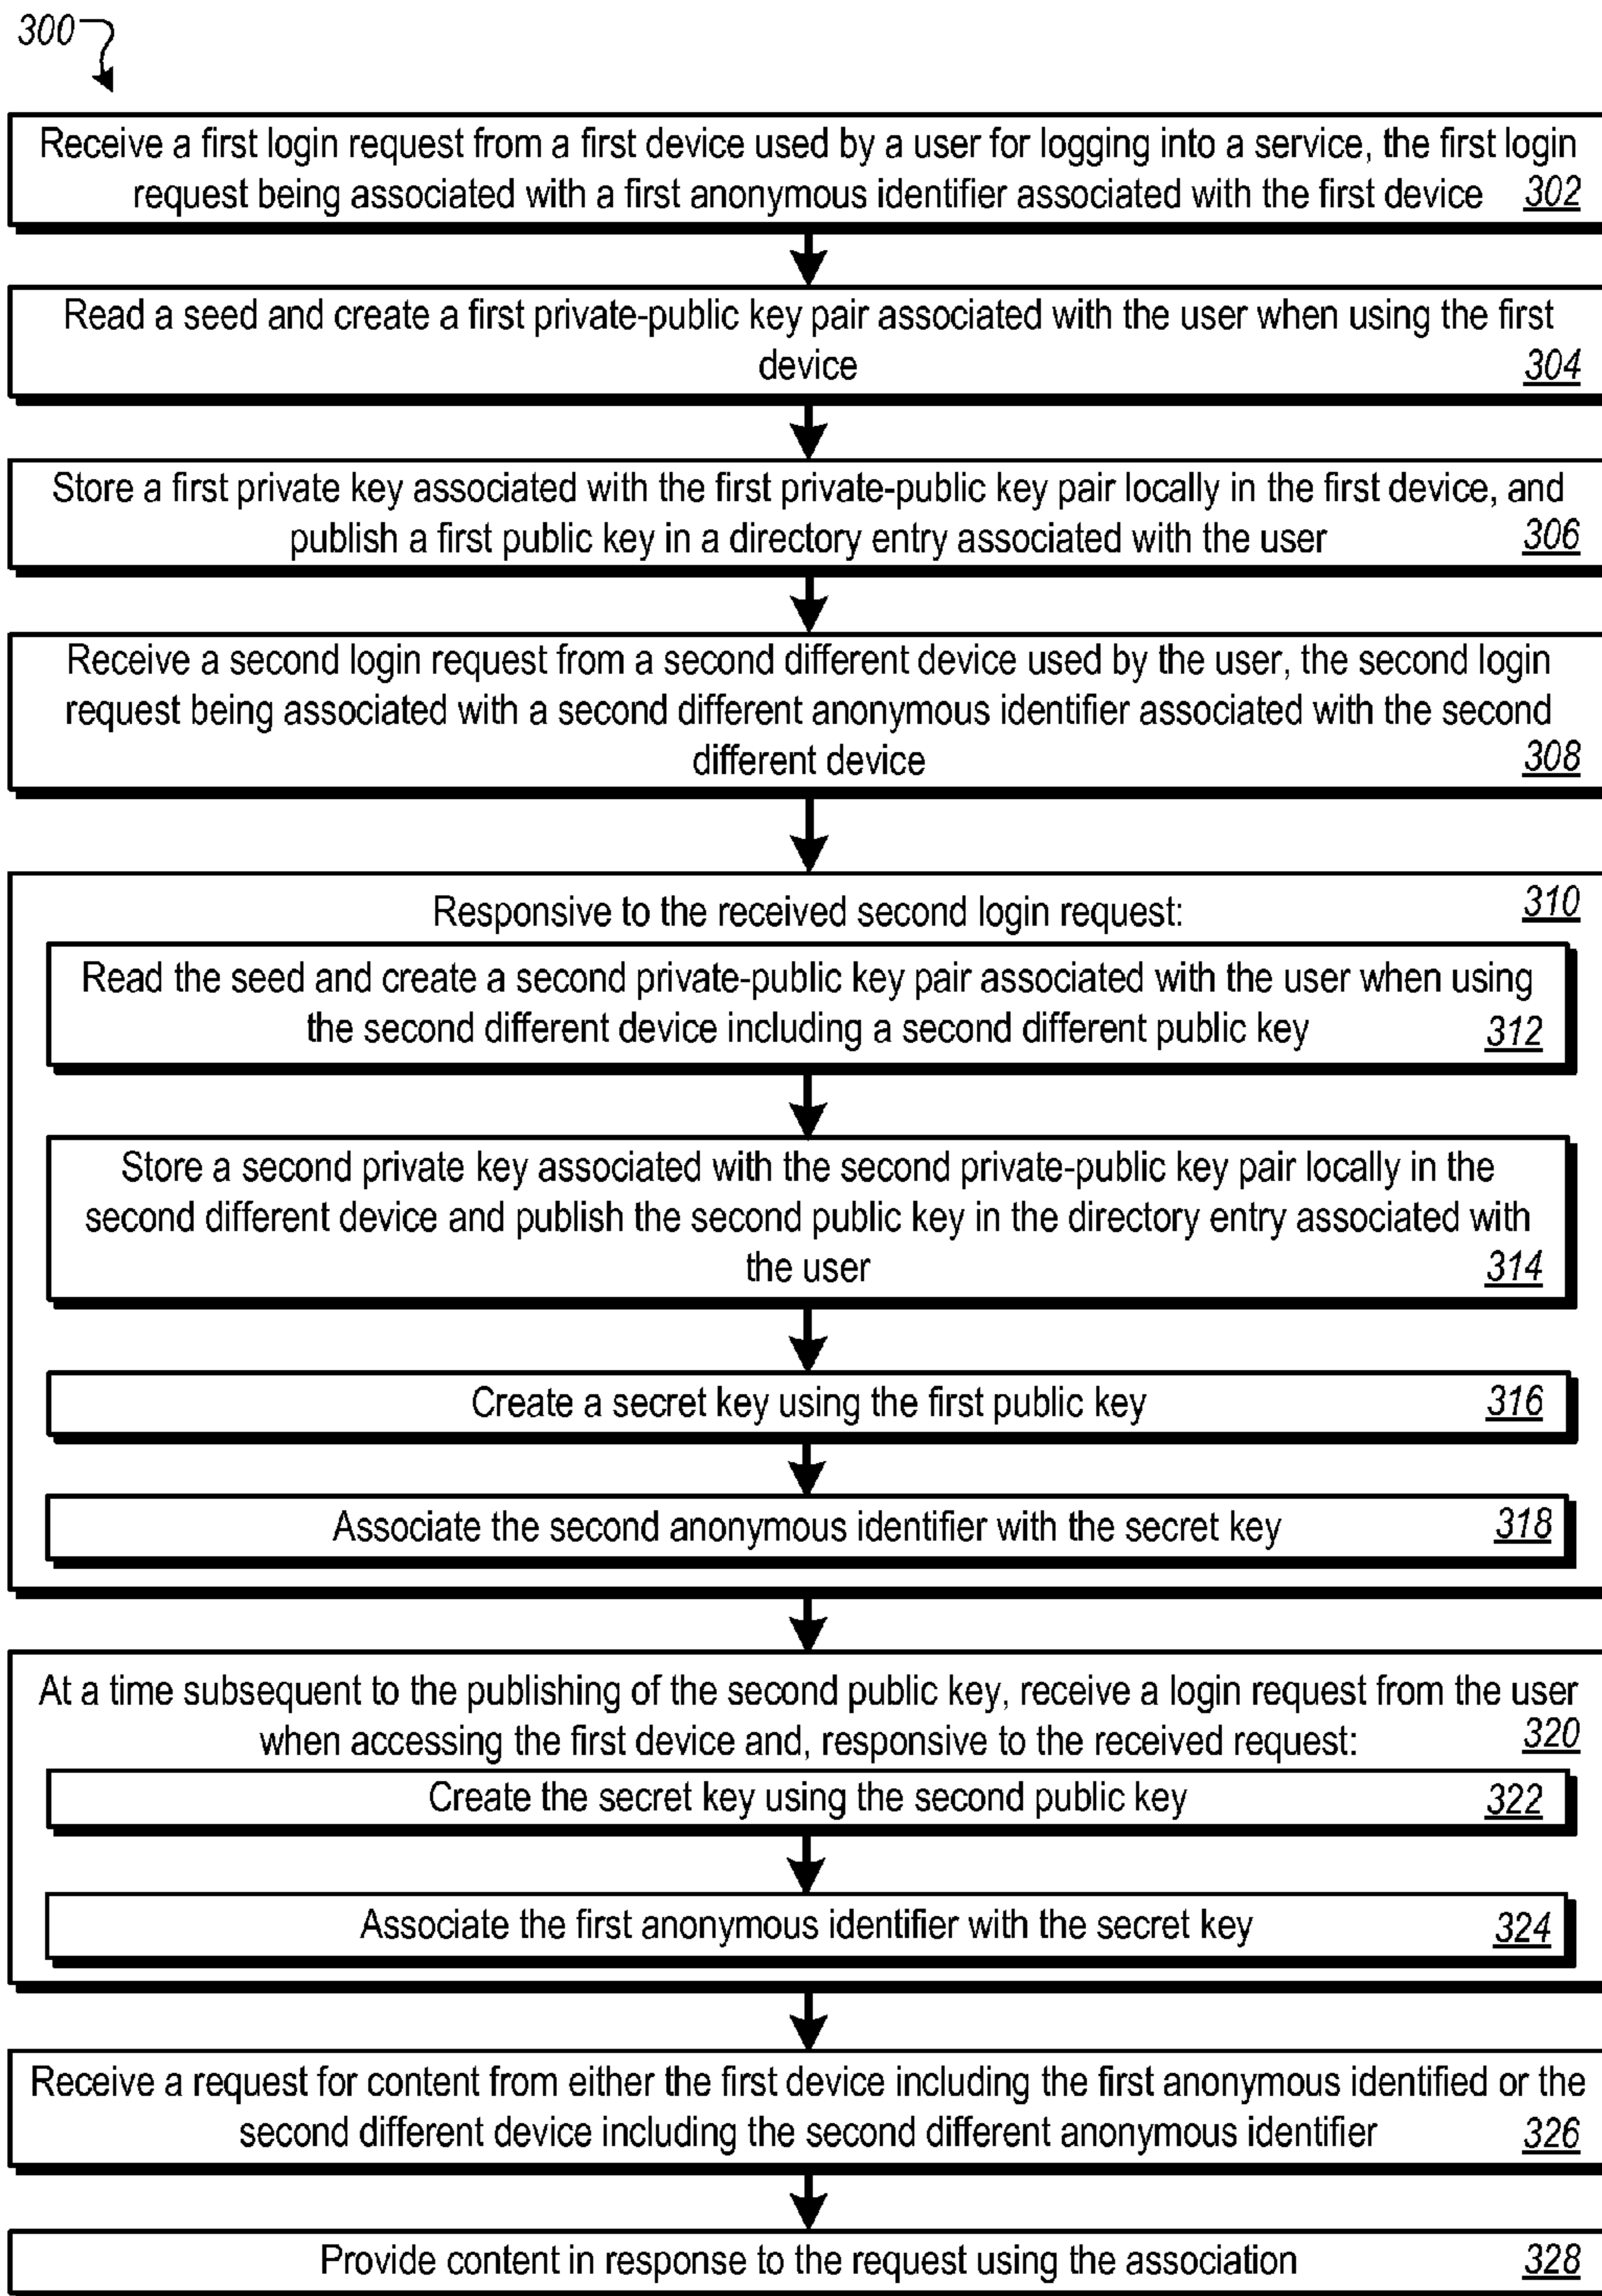 300
Receive a first login request from a first device used by a user for logging into a service, the first login
request being associated with a first anonymous identifier associated with the first device 302
Read a seed and create a first private-public key pair associated with the user when using the first
device 304
Store a first private key associated with the first private-public key pair locally in the first device, and
publish a first public key in a directory entry associated with the user 306
Receive a second login request from a second different device used by the user, the second login
request being associated with a second different anonymous identifier associated with the second
different device 308
Responsive to the received second login request: 310
Read the seed and create a second private-public key pair associated with the user when using
the second different device including a second different public key 312
Store a second private key associated with the second private-public key pair locally in the
second different device and publish the second public key in the directory entry associated with
the user 314
Create a secret key using the first public key 316
Associate the second anonymous identifier with the secret key 318
At a time subsequent to the publishing of the second public key, receive a login request from the user
when accessing the first device and, responsive to the received request: 320
Create the secret key using the second public key 322
Associate the first anonymous identifier with the secret key 324
Receive a request for content from either the first device including the first anonymous identified or the
second different device including the second different anonymous identifier 326
Provide content in response to the request using the association 328